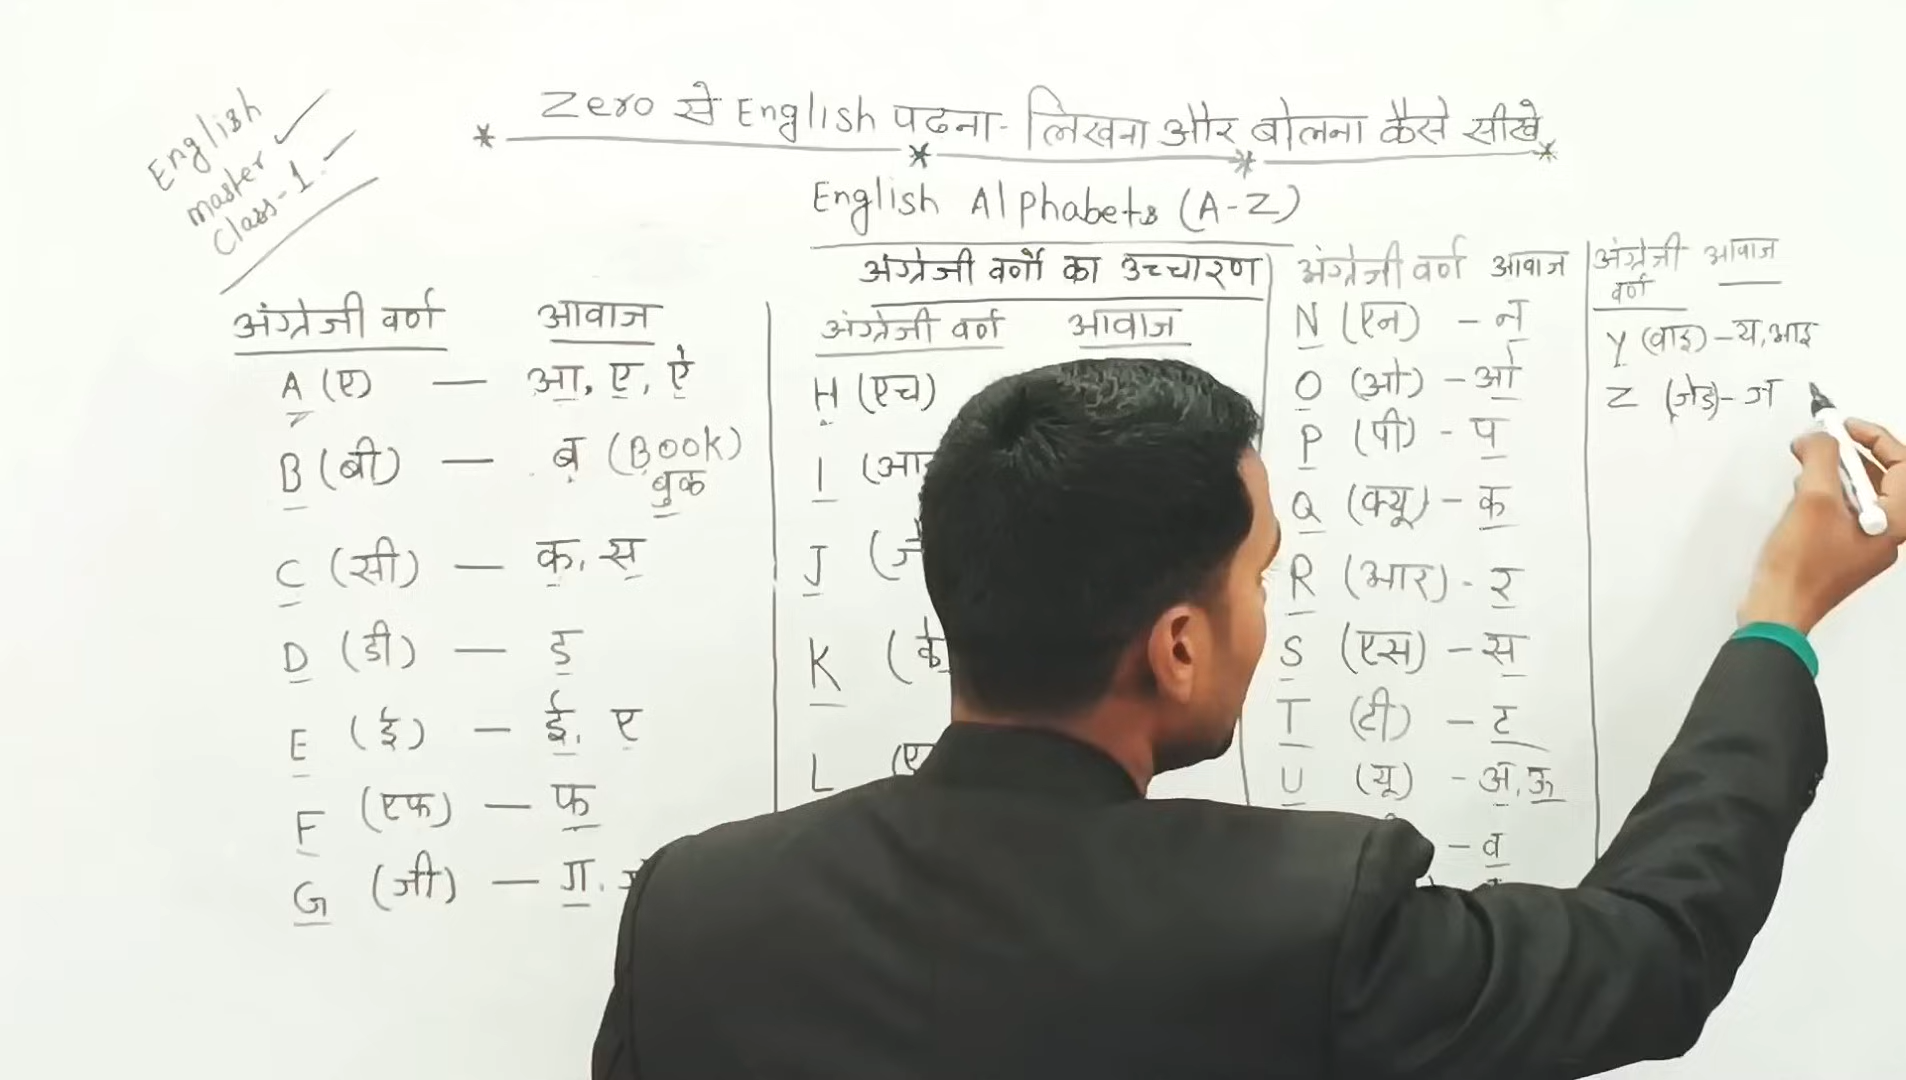 English
master
Class-1.
Zero से English पढना- लिखना और बोलना कैसे सीखे
English Alphabets (A-Z)
अंग्रेजी वर्णो का उच्चारण
अंग्रेजी वर्ण आवाज
A (ए) — आ, ए, ऐ
B (बी) — ब (Book)
बुक
C (सी) — क, स
D (डी) — ड
E (ई) — ई, ए
F (एफ) — फ
G (जी) — ग,
अंग्रेजी वर्ण आवाज
H (एच)
I
J
K
L
अंग्रेजी वर्ण आवाज
N (एन) - न
O (ओ) - ओ
P (पी) - प
Q (क्यू) - क
R (आर) - र
S (एस) - स
T (टी) - ट
U (यू) - अ, ऊ
- व
अंग्रेजी आवाज
वर्ण
Y (वाइ) - य, आइ
Z (जेड) - ज